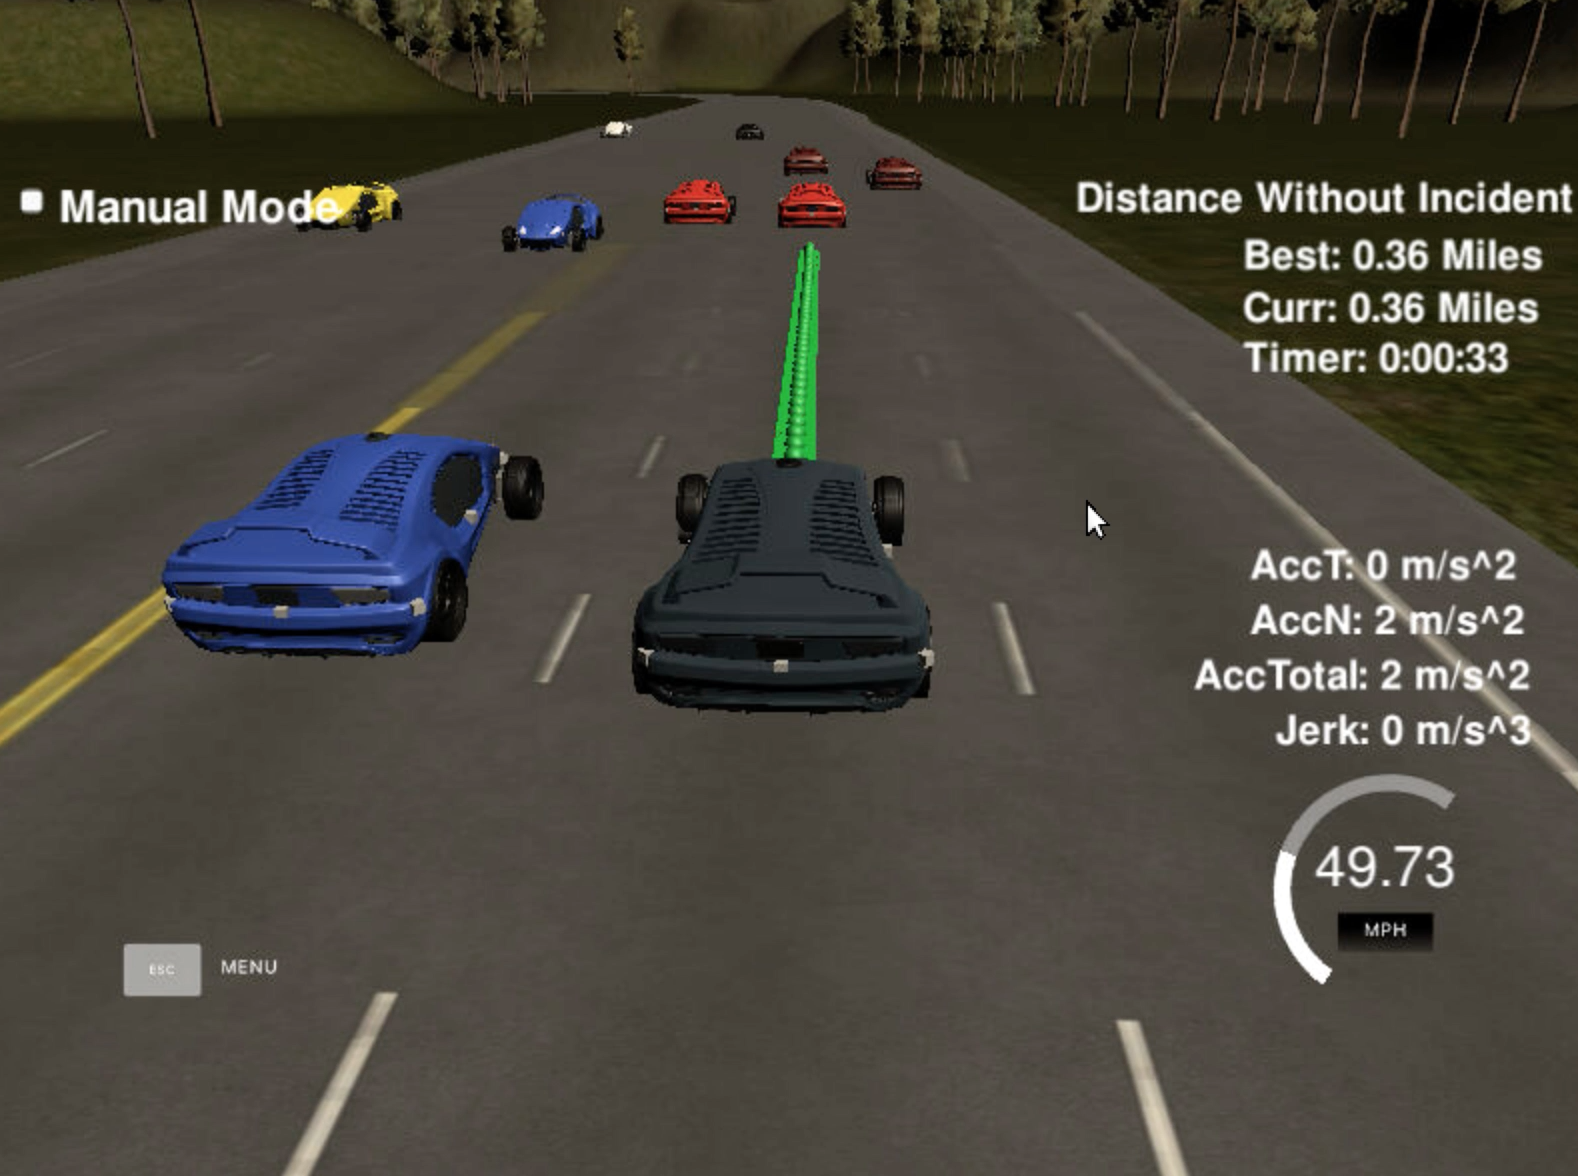 Manual Mode
Distance Without Incident
Best: 0.36 Miles
Curr: 0.36 Miles
Timer: 0:00:33
AccT: 0 m/s^2
AccN: 2 m/s^2
AccTotal: 2 m/s^2
Jerk: 0 m/s^3
49.73
MPH
ESC MENU